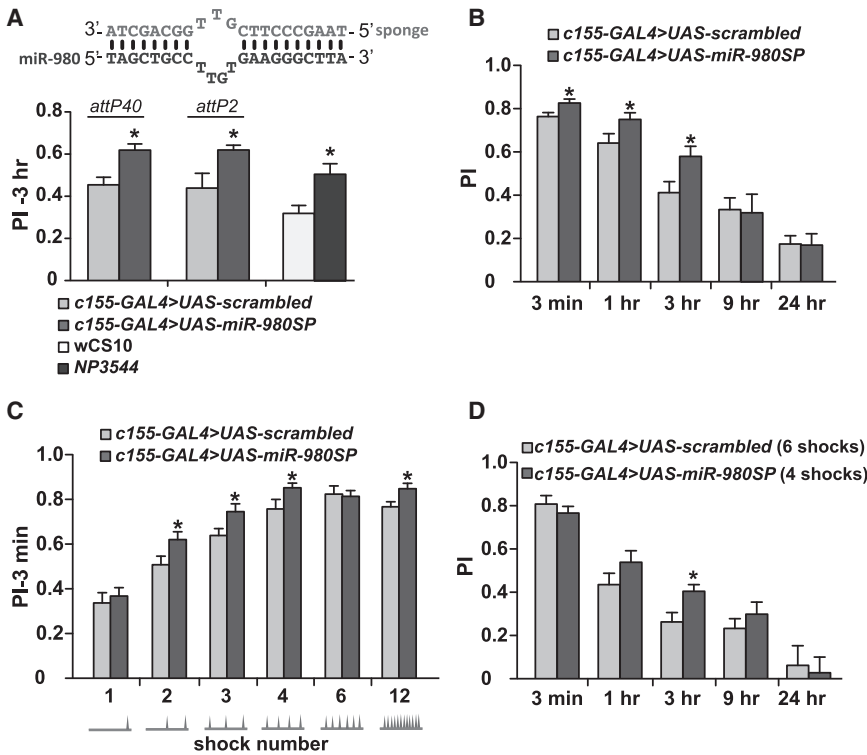 A
3'- ATCGACGG TTG CTTCCCGAAT - 5' sponge
miR-980 5'- TAGCTGCC TTGT GAAGGGCTTA - 3'
attP40 attP2
PI -3 hr
0.8
0.6
0.4
0.2
0
* * *
c155-GAL4>UAS-scrambled
c155-GAL4>UAS-miR-980SP
wCS10
NP3544
B
c155-GAL4>UAS-scrambled
c155-GAL4>UAS-miR-980SP
PI
1.0
0.8
0.6
0.4
0.2
0
* * *
3 min 1 hr 3 hr 9 hr 24 hr
C
c155-GAL4>UAS-scrambled
c155-GAL4>UAS-miR-980SP
PI-3 min
1.0
0.8
0.6
0.4
0.2
0
* * * *
1 2 3 4 6 12
shock number
D
c155-GAL4>UAS-scrambled (6 shocks)
c155-GAL4>UAS-miR-980SP (4 shocks)
PI
1.0
0.8
0.6
0.4
0.2
0
*
3 min 1 hr 3 hr 9 hr 24 hr